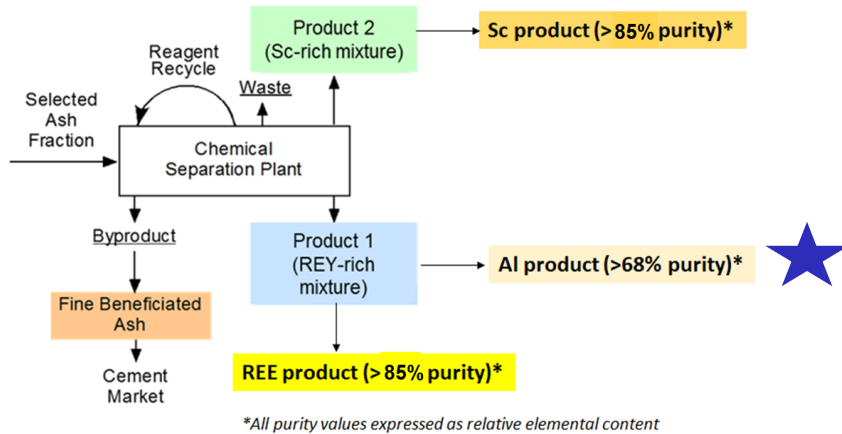 Product 2
(Sc-rich mixture)
Sc product (>85% purity)*
Reagent
Recycle
Waste
Selected
Ash
Fraction
Chemical
Separation Plant
Byproduct
Product 1
(REY-rich
mixture)
Al product (>68% purity)*
Fine Beneficiated
Ash
REE product (>85% purity)*
Cement
Market
*All purity values expressed as relative elemental content